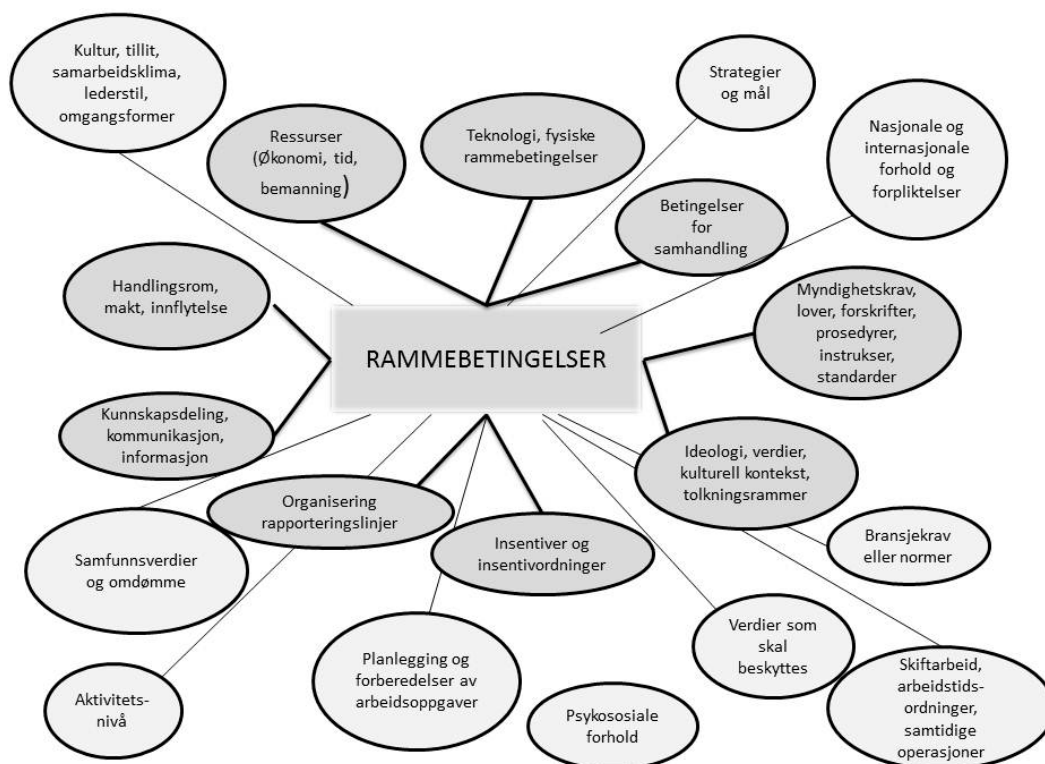 Kultur, tillit,
samarbeidsklima,
lederstil,
omgangsformer
Strategier
og mål
Ressurser
(Økonomi, tid,
bemanning)
Teknologi, fysiske
rammebetingelser
Nasjonale og
internasjonale
forhold og
forpliktelser
Betingelser
for
samhandling
Handlingsrom,
makt, innflytelse
Myndighetskrav,
lover, forskrifter,
prosedyrer,
instrukser,
standarder
RAMMEBETINGELSER
Kunnskapsdeling,
kommunikasjon,
informasjon
Ideologi, verdier,
kulturell kontekst,
tolkningsrammer
Organisering
rapporteringslinjer
Insentiver og
insentivordninger
Bransjekrav
eller normer
Samfunnsverdier
og omdømme
Verdier som
skal
beskyttes
Planlegging og
forberedelser av
arbeidsoppgaver
Skiftarbeid,
arbeidstids-
ordninger,
samtidige
operasjoner
Aktivitets-
nivå
Psykososiale
forhold